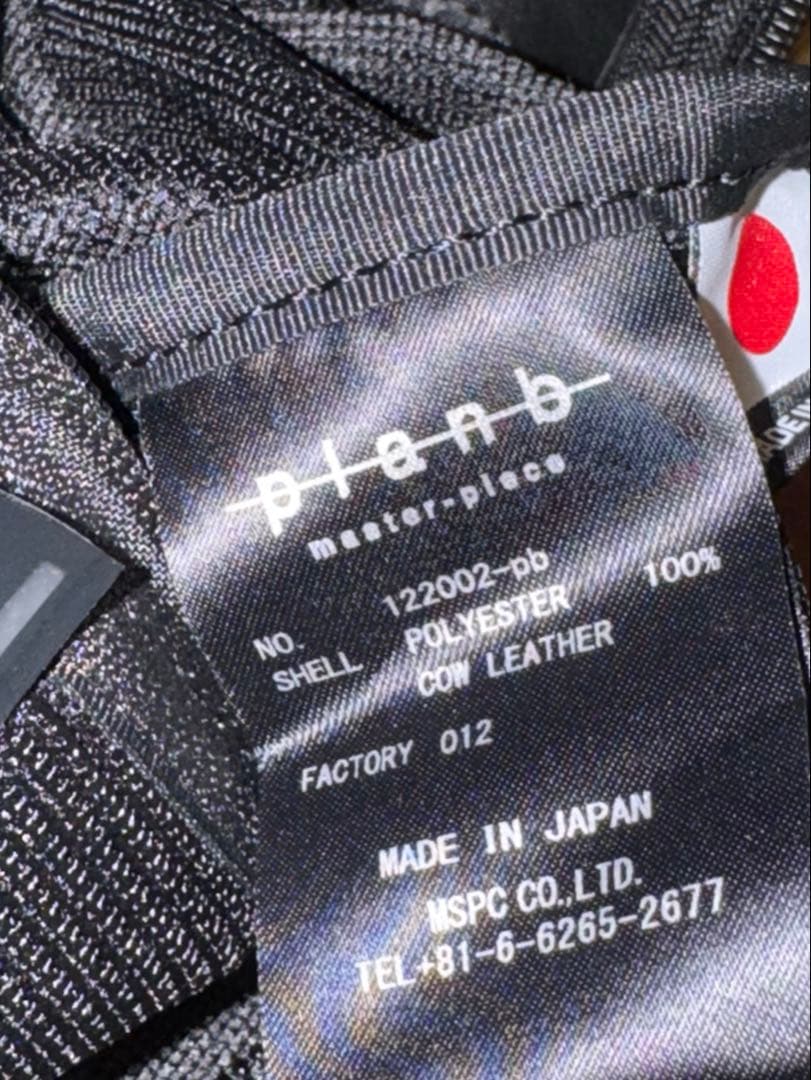 plan b
master-piece
NO. 122002-pb
SHELL POLYESTER 100%
COW LEATHER
FACTORY 012
MADE IN JAPAN
MSPC CO.,LTD.
TEL+81-6-6265-2677